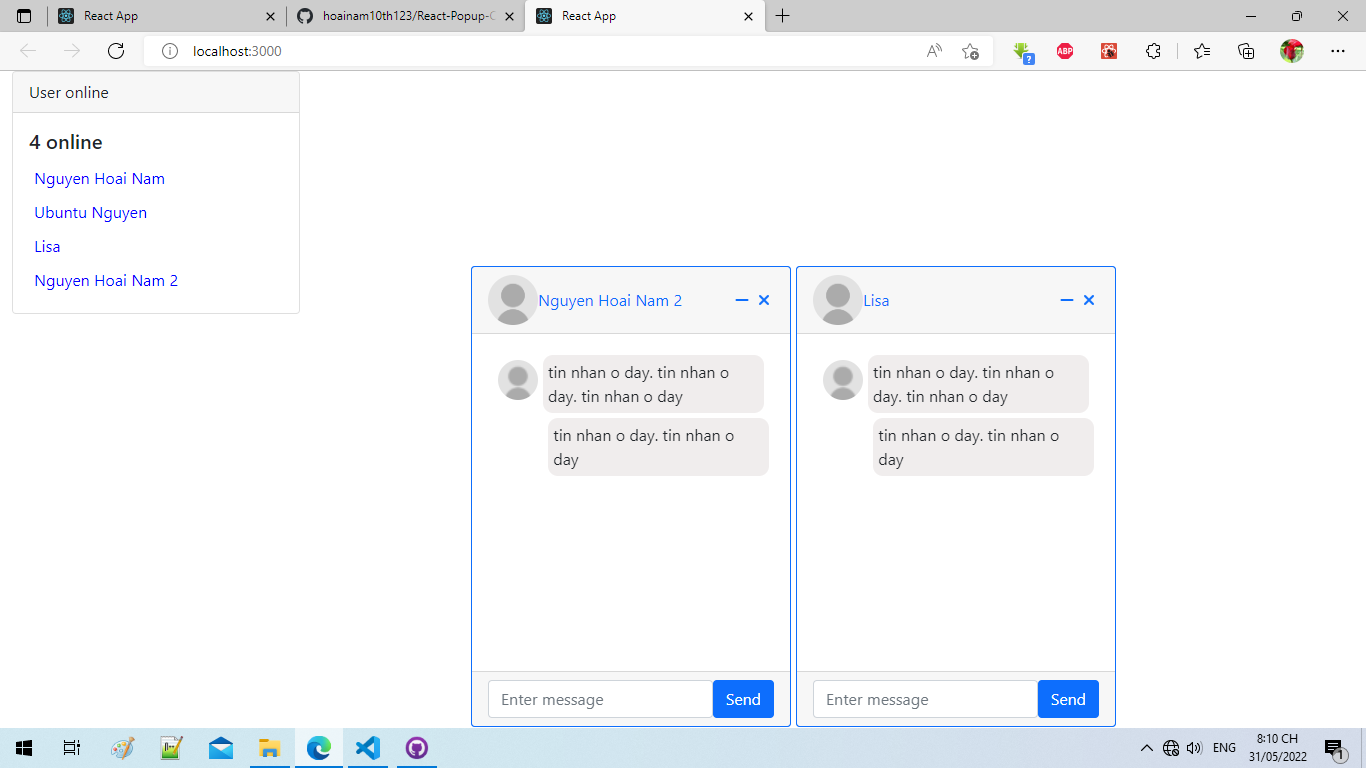 React App
hoainam10th123/React-Popup-C
React App
localhost:3000
ABP
?
User online
4 online
Nguyen Hoai Nam
Ubuntu Nguyen
Lisa
Nguyen Hoai Nam 2
Nguyen Hoai Nam 2
tin nhan o day. tin nhan o
day. tin nhan o day
tin nhan o day. tin nhan o
day
Enter message
Send
Lisa
tin nhan o day. tin nhan o
day. tin nhan o day
tin nhan o day. tin nhan o
day
Enter message
Send
ENG
8:10 CH
31/05/2022
1